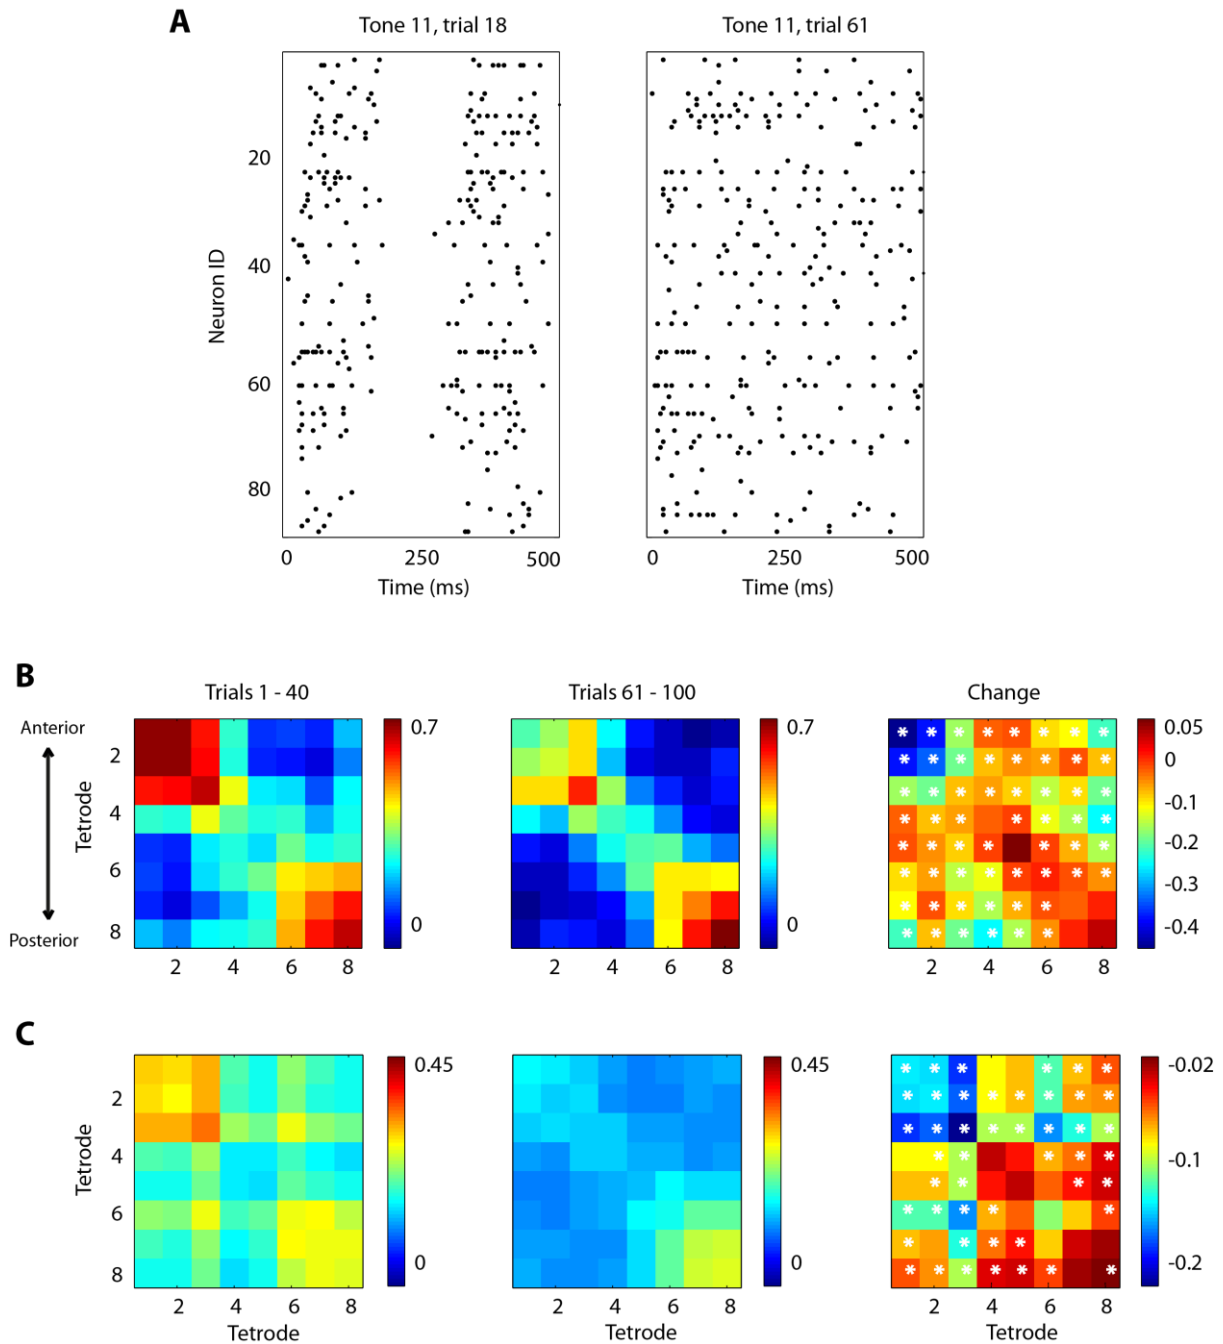 A
Tone 11, trial 18
Tone 11, trial 61
Neuron ID
20
40
60
80
0 250 500
0 250 500
Time (ms)
Time (ms)
B
Trials 1 - 40
Trials 61 - 100
Change
Anterior
Posterior
Tetrode
2
4
6
8
2 4 6 8
0.7
0
2 4 6 8
0.7
0
* * * * * * * *
* * * * * * * *
* * * * * * * *
* * * * * * *
* * * * * * *
* * * * * * * *
* * * * * *
* * * * * *
2 4 6 8
0.05
0
-0.1
-0.2
-0.3
-0.4
C
Tetrode
2
4
6
8
2 4 6 8
Tetrode
0.45
0
2 4 6 8
Tetrode
0.45
0
* * * * * *
* * * * * * * *
* * * * * * * *
* * * * *
* * * *
* * * * *
* * * *
* * * * * * *
2 4 6 8
Tetrode
-0.02
-0.1
-0.2